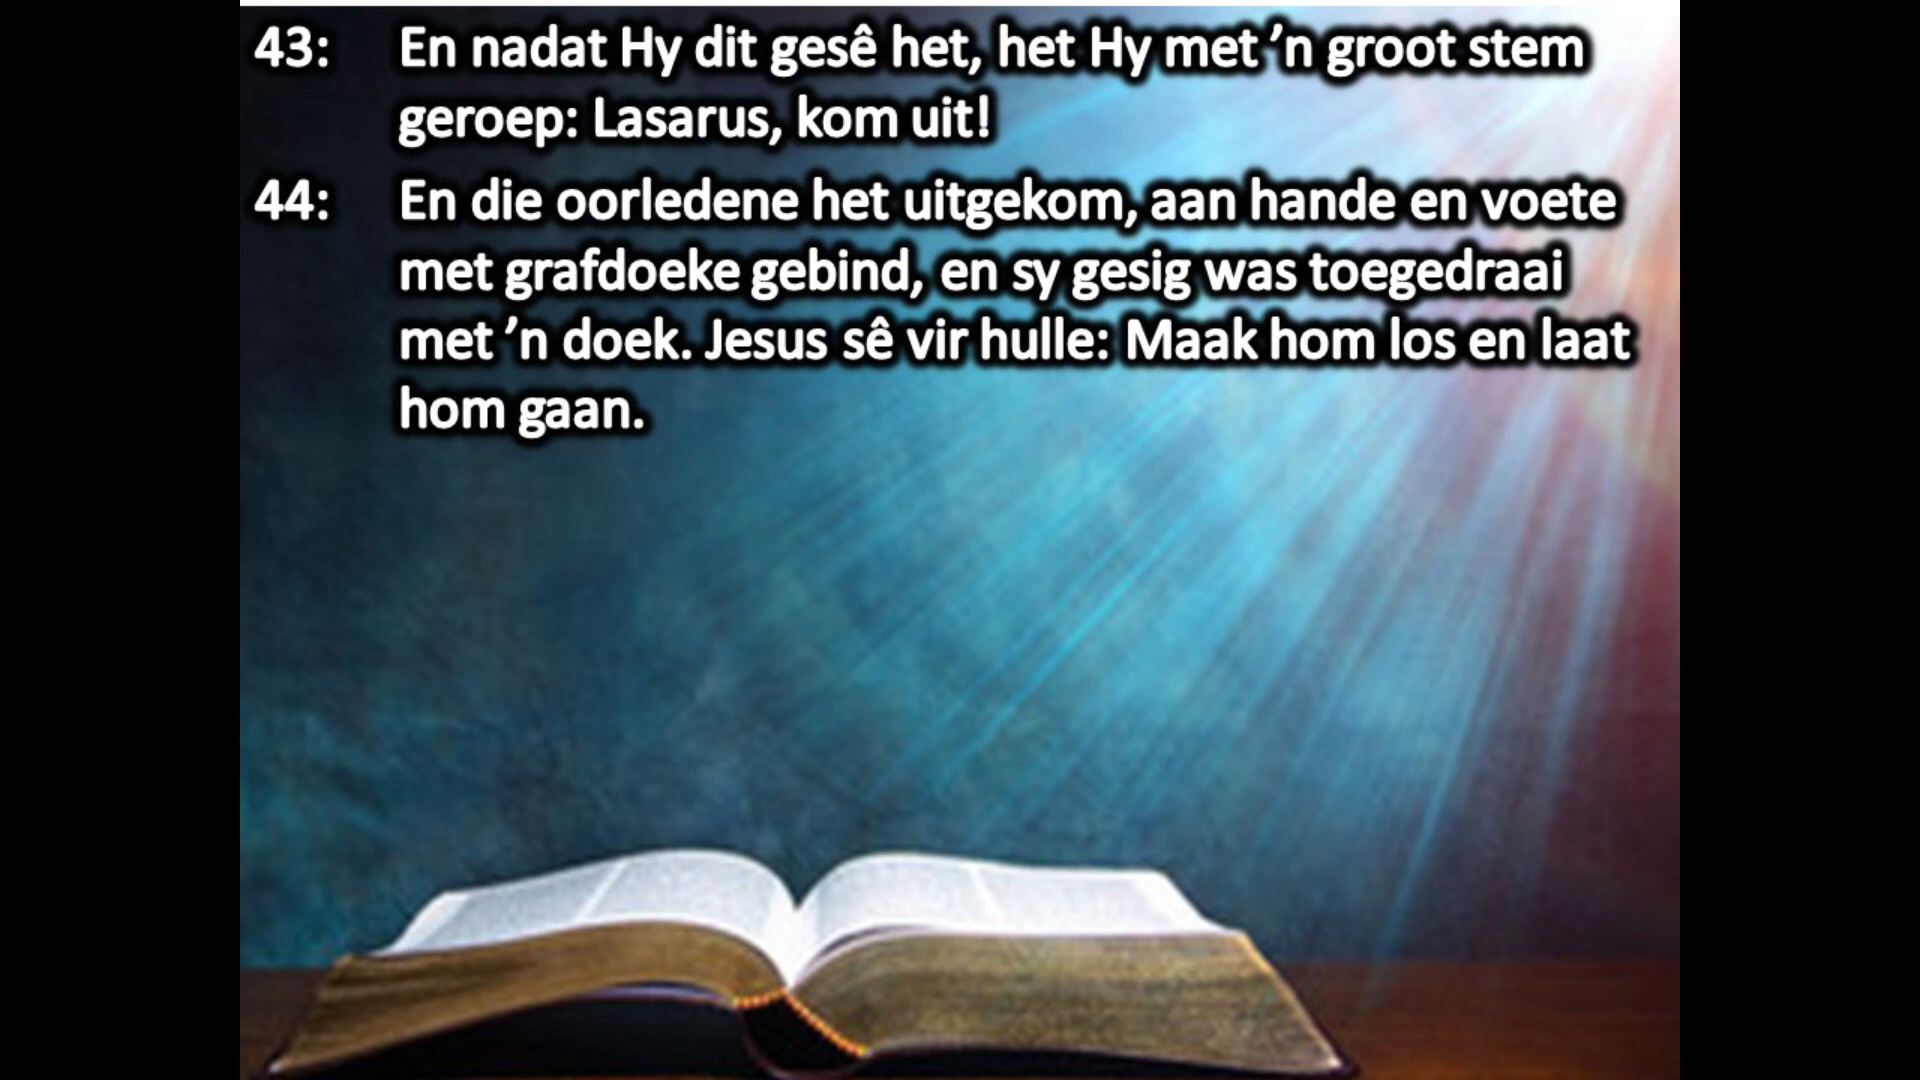 43: En nadat Hy dit gesê het, het Hy met ’n groot stem
geroep: Lasarus, kom uit!
44: En die oorledene het uitgekom, aan hande en voete
met grafdoeke gebind, en sy gesig was toegedraai
met ’n doek. Jesus sê vir hulle: Maak hom los en laat
hom gaan.